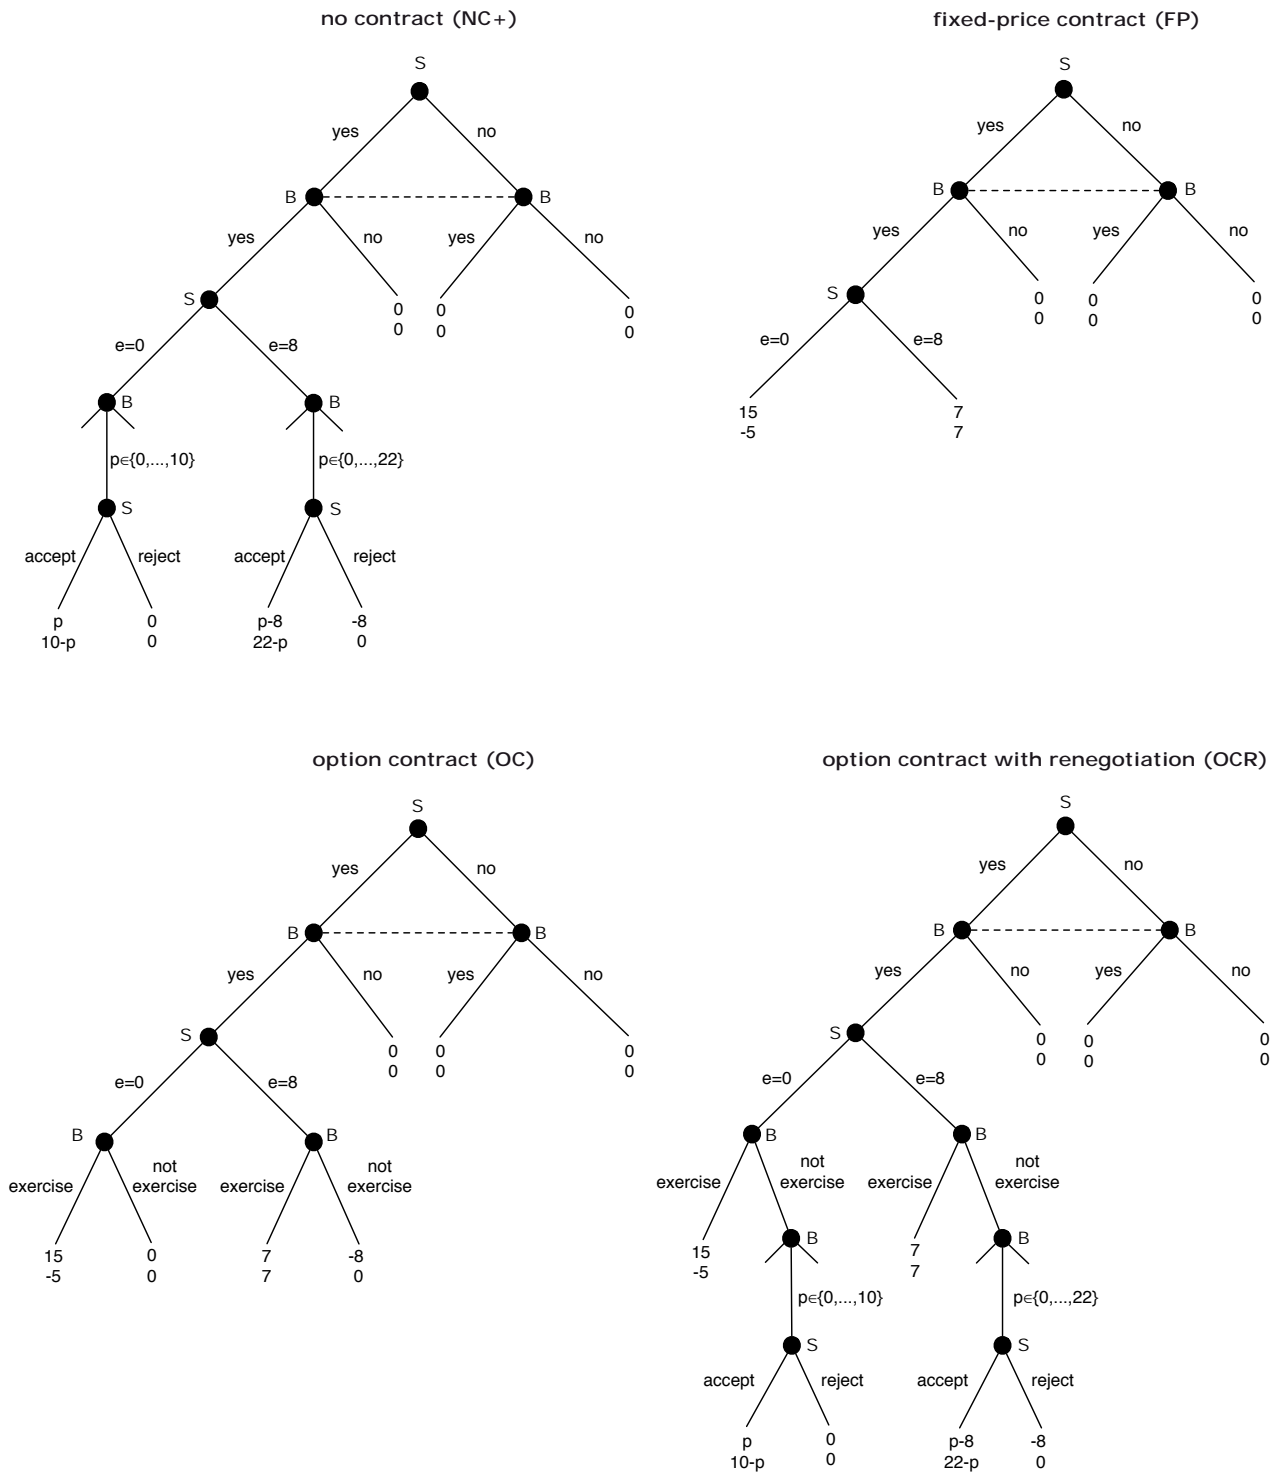 no contract (NC+)
S
yes
no
B
B
yes
no
yes
no
S
0
0
0
0
0
0
e=0
e=8
B
B
p∈{0,...,10}
p∈{0,...,22}
S
S
accept
reject
accept
reject
p
0
p-8
-8
10-p
0
22-p
0
fixed-price contract (FP)
S
yes
no
B
B
yes
no
yes
no
S
0
0
0
0
0
0
e=0
e=8
15
7
-5
7
option contract (OC)
S
yes
no
B
B
yes
no
yes
no
S
0
0
0
0
0
0
e=0
e=8
B
B
exercise
not
exercise
exercise
not
exercise
15
0
7
-8
-5
0
7
0
option contract with renegotiation (OCR)
S
yes
no
B
B
yes
no
yes
no
S
0
0
0
0
0
0
e=0
e=8
B
B
exercise
not
exercise
exercise
not
exercise
15
-5
7
7
B
B
p∈{0,...,10}
p∈{0,...,22}
S
S
accept
reject
accept
reject
p
0
p-8
-8
10-p
0
22-p
0